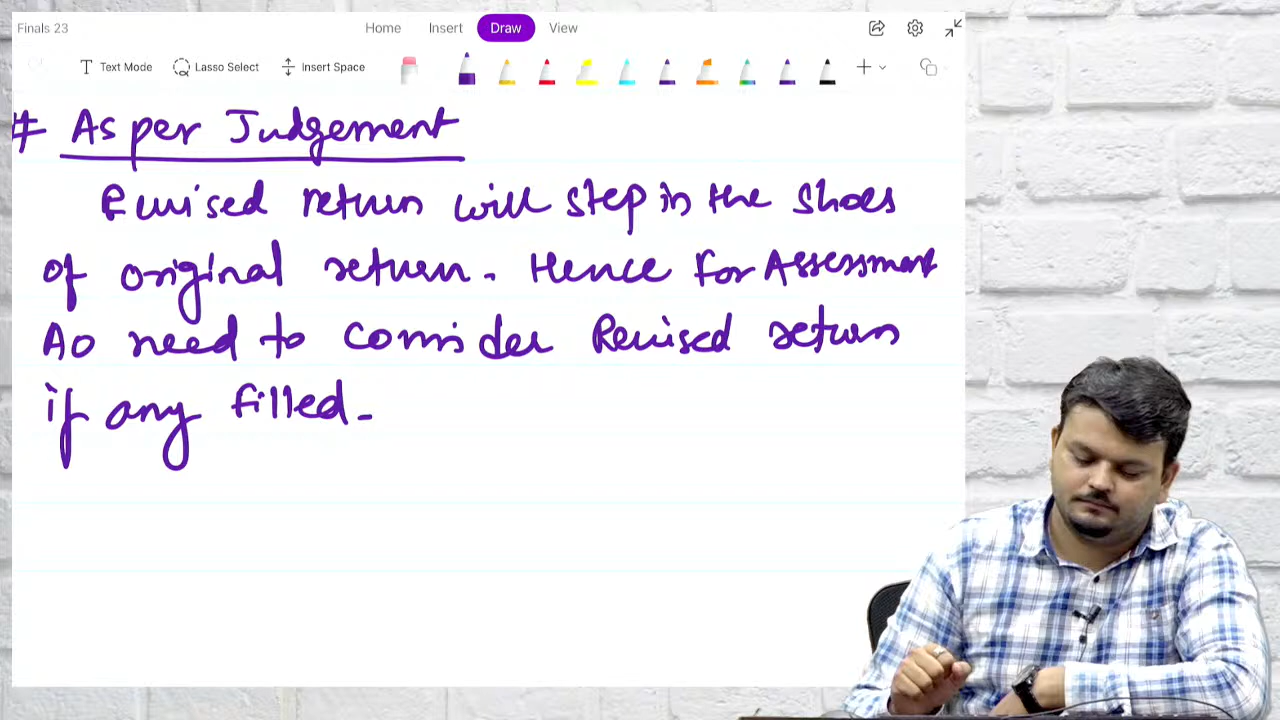 Finals 23
Home Insert Draw View
Text Mode Lasso Select Insert Space
# As per Judgement
Revised return will step in the shoes
of original return. Hence for Assessment
AO need to consider Revised return
if any filled.